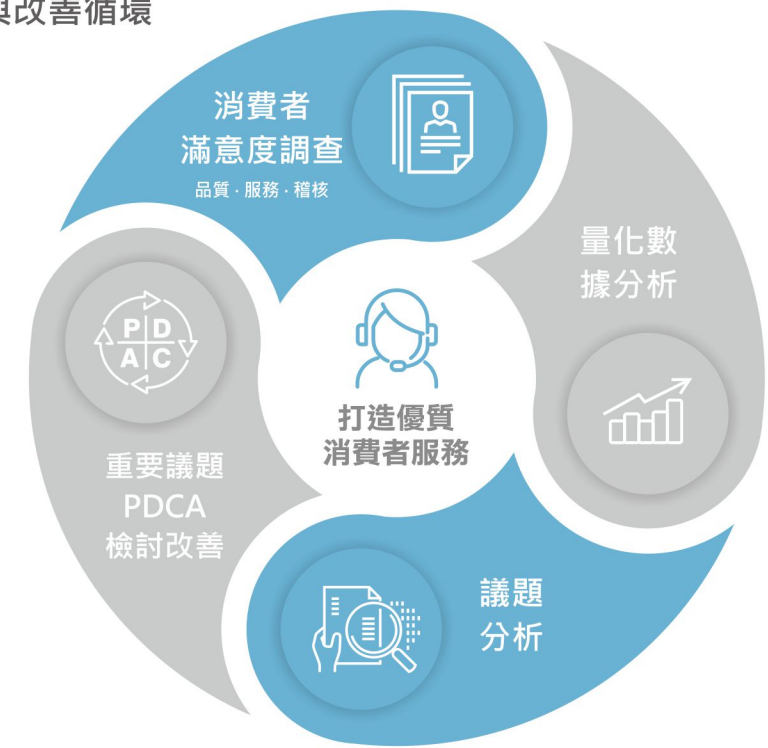 與改善循環
消費者
滿意度調查
品質．服務．稽核
量化數
據分析
P D
A C
打造優質
消費者服務
重要議題
PDCA
檢討改善
議題
分析